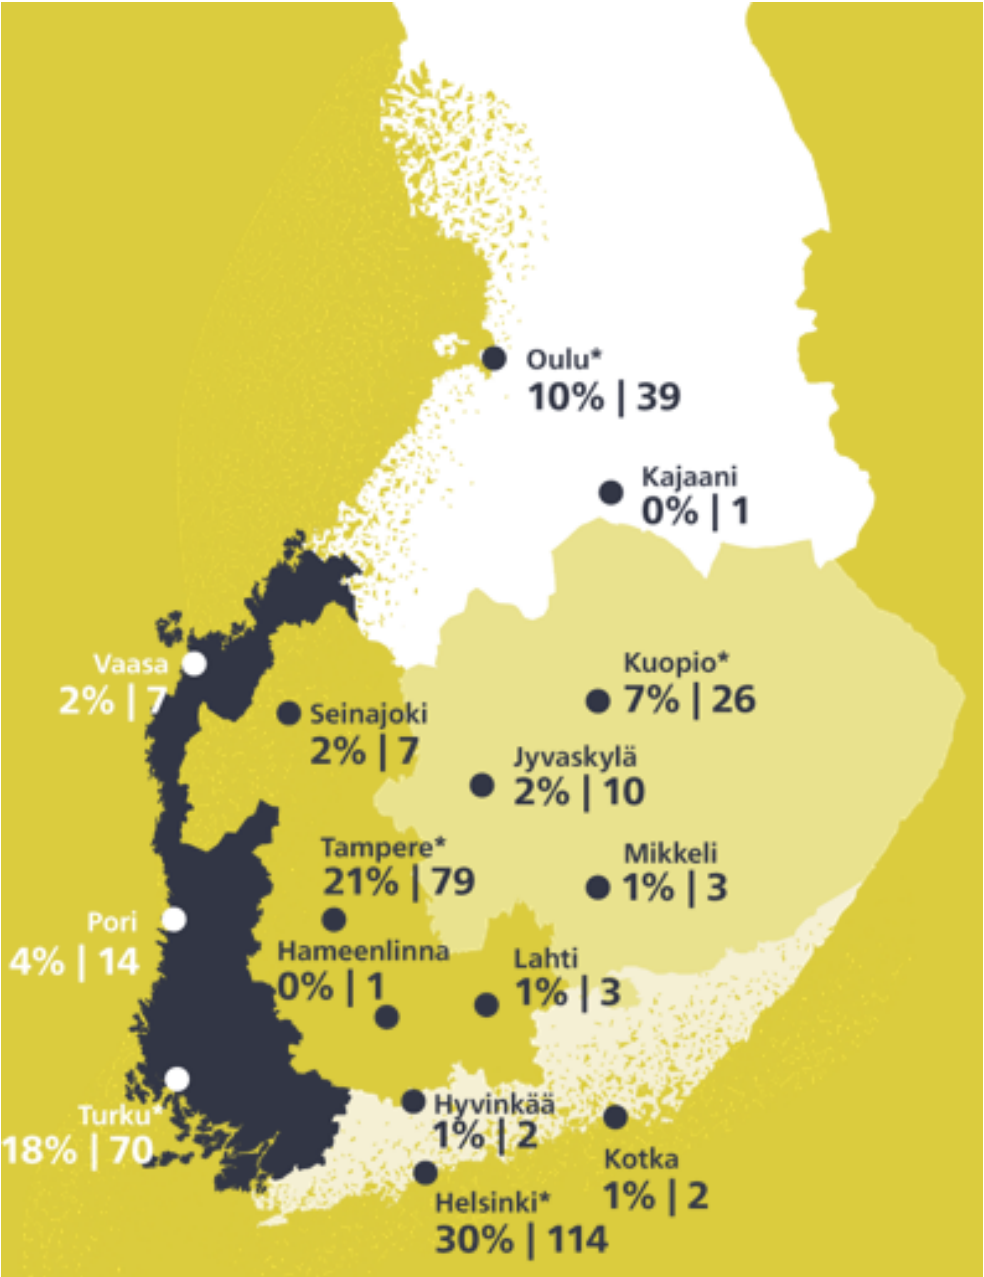 Oulu*
10% | 39
Kajaani
0% | 1
Vaasa
2% | 7
Kuopio*
7% | 26
Seinajoki
2% | 7
Jyvaskylä
2% | 10
Tampere*
21% | 79
Mikkeli
1% | 3
Pori
4% | 14
Hameenlinna
0% | 1
Lahti
1% | 3
Turku*
18% | 70
Hyvinkää
1% | 2
Kotka
1% | 2
Helsinki*
30% | 114